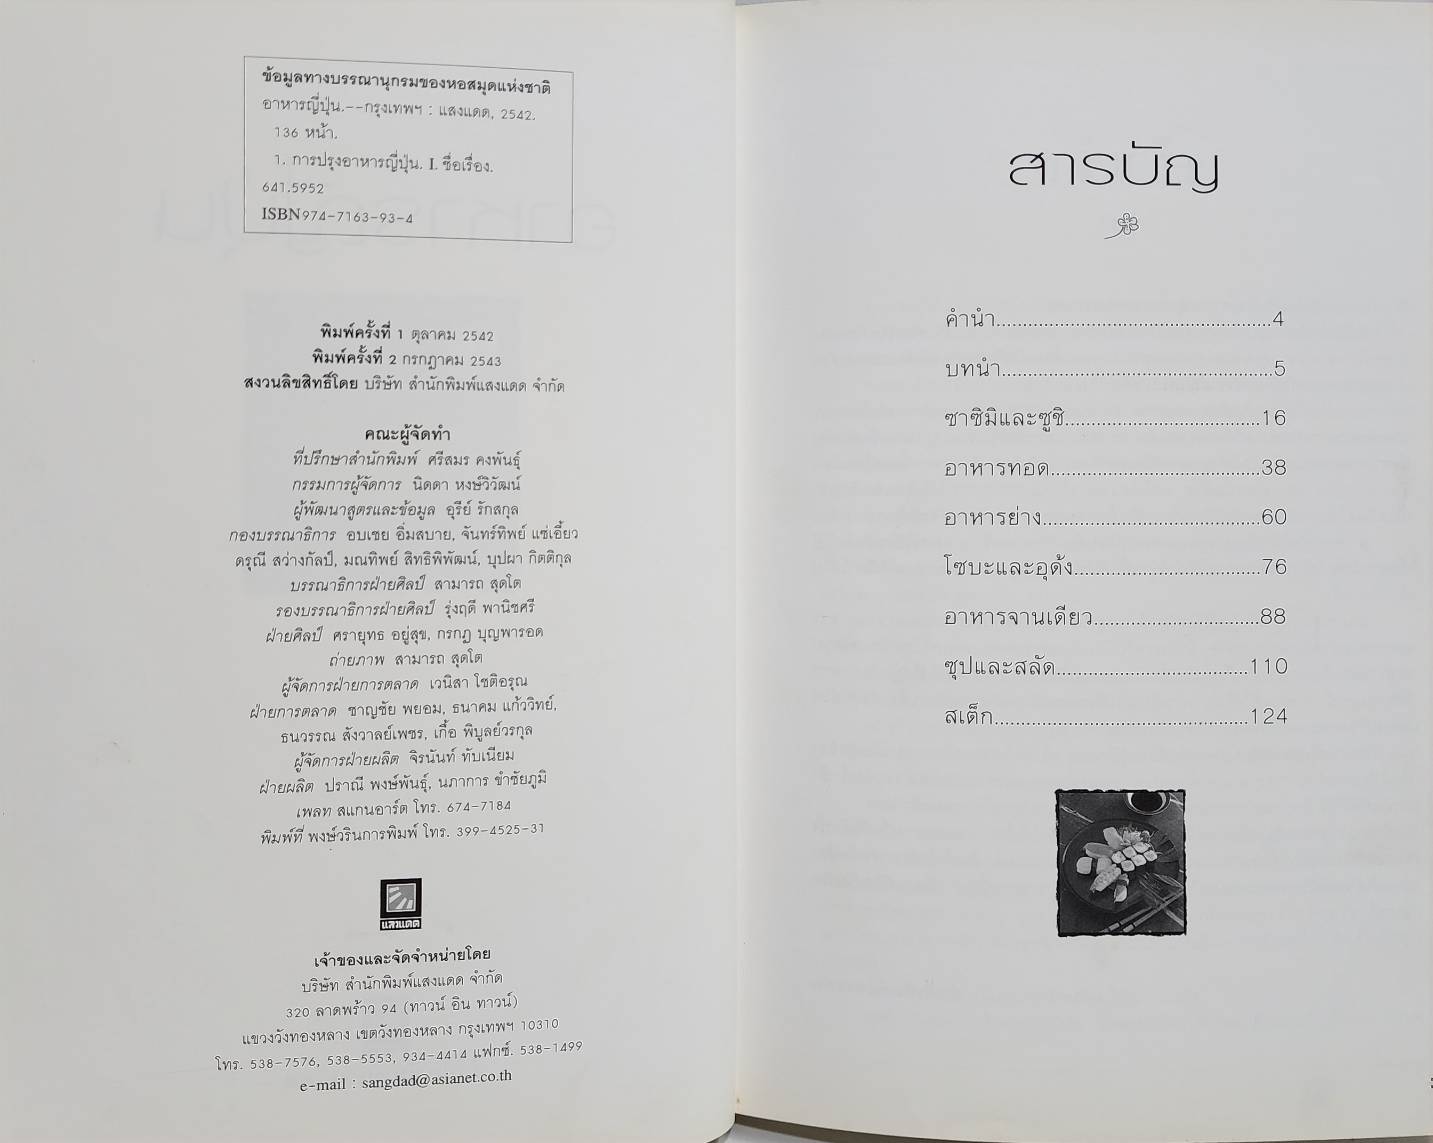 ข้อมูลทางบรรณานุกรมของหอสมุดแห่งชาติ
อาหารญี่ปุ่น.--กรุงเทพฯ : แสงแดด, 2542.
136 หน้า.
1. การปรุงอาหารญี่ปุ่น. I. ชื่อเรื่อง.
641.5952
ISBN974-7163-93-4
พิมพ์ครั้งที่ 1 ตุลาคม 2542
พิมพ์ครั้งที่ 2 กรกฎาคม 2543
สงวนลิขสิทธิ์โดย บริษัท สำนักพิมพ์แสงแดด จำกัด
คณะผู้จัดทำ
ที่ปรึกษาสำนักพิมพ์ ศรีสมร คงพันธุ์
กรรมการผู้จัดการ นิดดา หงษ์วิวัฒน์
ผู้พัฒนาสูตรและข้อมูล อุรีย์ รักสกุล
กองบรรณาธิการ อบเชย อิ่มสบาย, จันทร์ทิพย์ แซ่เอี้ยว
ดรุณี สว่างกัลป์, มณทิพย์ สิทธิพิพัฒน์, บุปผา กิตติกุล
บรรณาธิการฝ่ายศิลป์ สามารถ สุดโต
รองบรรณาธิการฝ่ายศิลป์ รุ่งฤดี พานิชศรี
ฝ่ายศิลป์ ศรายุทธ อยู่สุข, กรกฎ บุญพารอด
ถ่ายภาพ สามารถ สุดโต
ผู้จัดการฝ่ายการตลาด เวนิสา โชติอรุณ
ฝ่ายการตลาด ชาญชัย พยอม, ธนาคม แก้ววิทย์,
ธนวรรณ สังวาลย์เพชร, เกื้อ พิบูลย์วรกุล
ผู้จัดการฝ่ายผลิต จิรนันท์ ทับเนียม
ฝ่ายผลิต ปราณี พงษ์พันธุ์, นภาการ ขำชัยภูมิ
เพลท สแกนอาร์ต โทร. 674-7184
พิมพ์ที่ พงษ์วรินการพิมพ์ โทร. 399-4525-31
แสงแดด
เจ้าของและจัดจำหน่ายโดย
บริษัท สำนักพิมพ์แสงแดด จำกัด
320 ลาดพร้าว 94 (ทาวน์ อิน ทาวน์)
แขวงวังทองหลาง เขตวังทองหลาง กรุงเทพฯ 10310
โทร. 538-7576, 538-5553, 934-4414 แฟกซ์. 538-1499
e-mail : sangdad@asianet.co.th
สารบัญ
คำนำ....................................................4
บทนำ...................................................5
ซาซิมิและซูชิ.....................................16
อาหารทอด........................................38
อาหารย่าง.........................................60
โซบะและอุด้ง...................................76
อาหารจานเดียว...............................88
ซุปและสลัด....................................110
สเต็ก................................................124